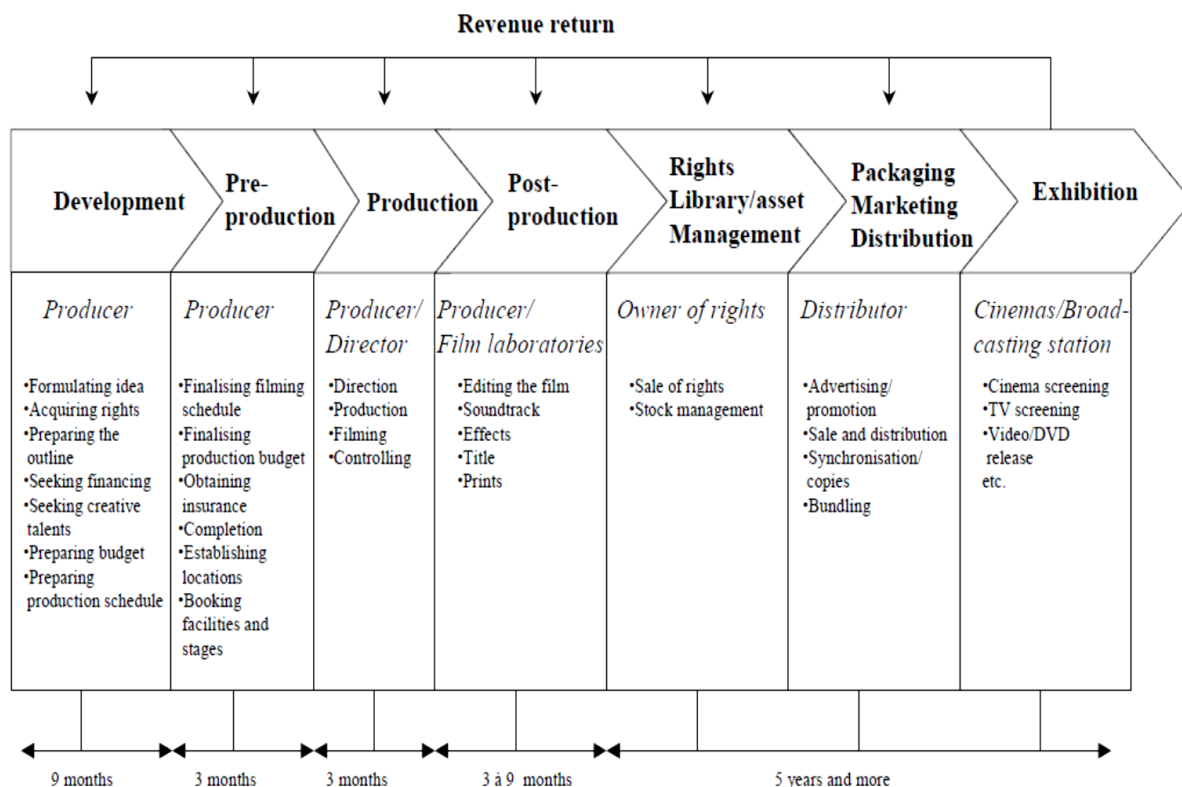 Revenue return
Development
Pre-
production
Production
Post-
production
Rights
Library/asset
Management
Packaging
Marketing
Distribution
Exhibition
Producer
•Formulating idea
•Acquiring rights
•Preparing the
outline
•Seeking financing
•Seeking creative
talents
•Preparing budget
•Preparing
production schedule
Producer
•Finalising filming
schedule
•Finalising
production budget
•Obtaining
insurance
•Completion
•Establishing
locations
•Booking
facilities and
stages
Producer/
Director
•Direction
•Production
•Filming
•Controlling
Producer/
Film laboratories
•Editing the film
•Soundtrack
•Effects
•Title
•Prints
Owner of rights
•Sale of rights
•Stock management
Distributor
•Advertising/
promotion
•Sale and distribution
•Synchronisation/
copies
•Bundling
Cinemas/Broad-
casting station
•Cinema screening
•TV screening
•Video/DVD
release
etc.
9 months
3 months
3 months
3 à 9 months
5 years and more